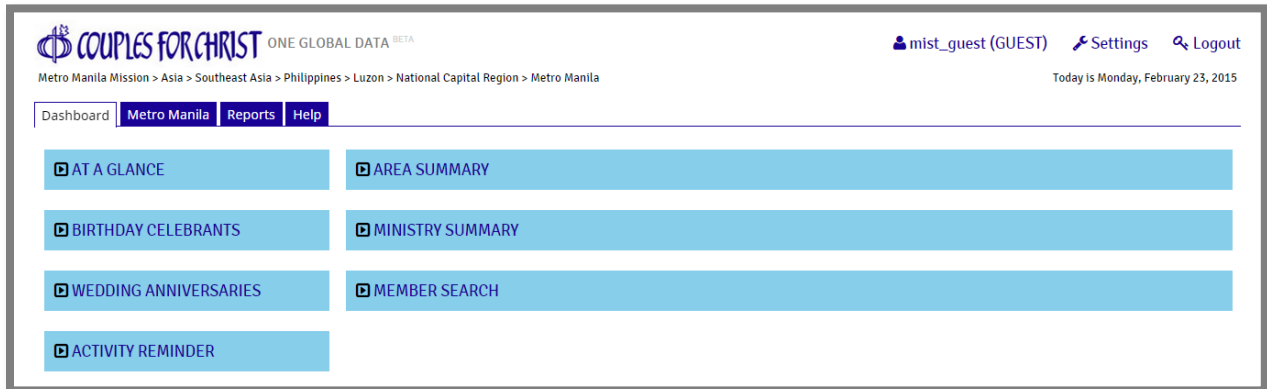 COUPLES FOR CHRIST ONE GLOBAL DATA BETA
mist_guest (GUEST) Settings Logout
Metro Manila Mission > Asia > Southeast Asia > Philippines > Luzon > National Capital Region > Metro Manila
Today is Monday, February 23, 2015
Dashboard Metro Manila Reports Help
AT A GLANCE
AREA SUMMARY
BIRTHDAY CELEBRANTS
MINISTRY SUMMARY
WEDDING ANNIVERSARIES
MEMBER SEARCH
ACTIVITY REMINDER